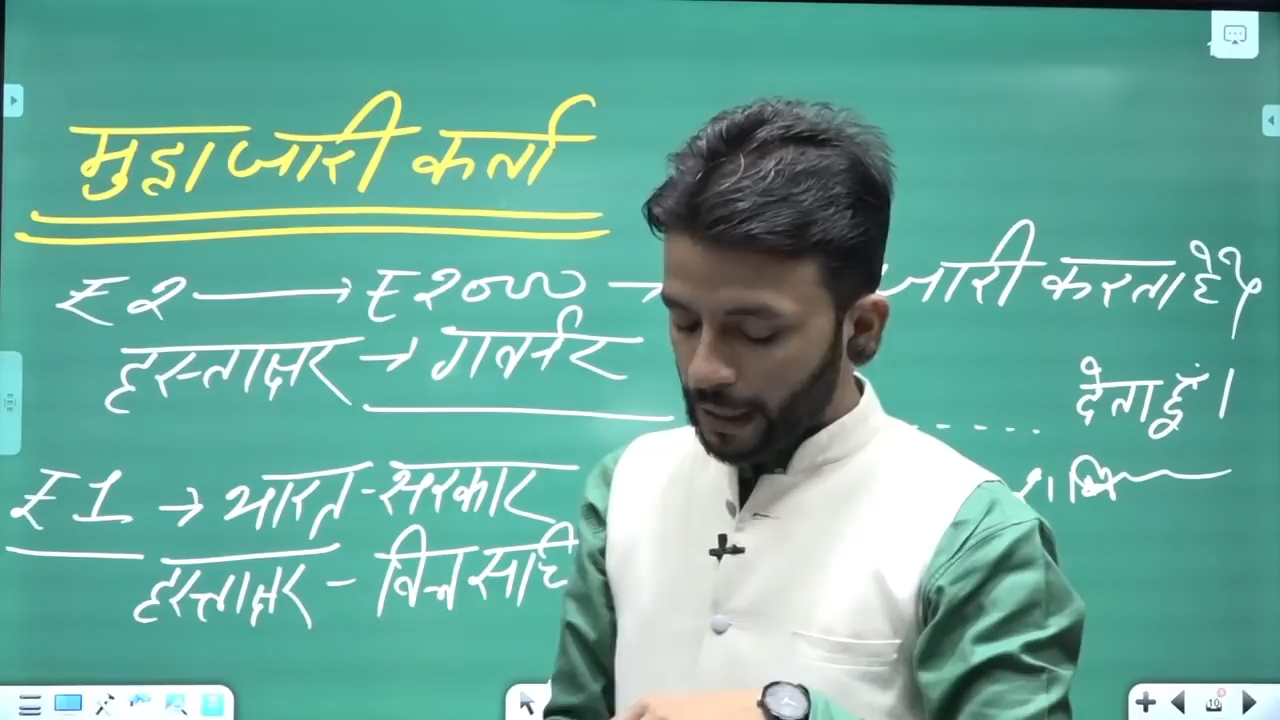 मुद्रा जारी कर्ता
₹2 → ₹2000 → जारी करता है?
हस्ताक्षर → गवर्नर
देता हूँ।
₹1 → भारत-सरकार
हस्ताक्षर - वित्त सचि